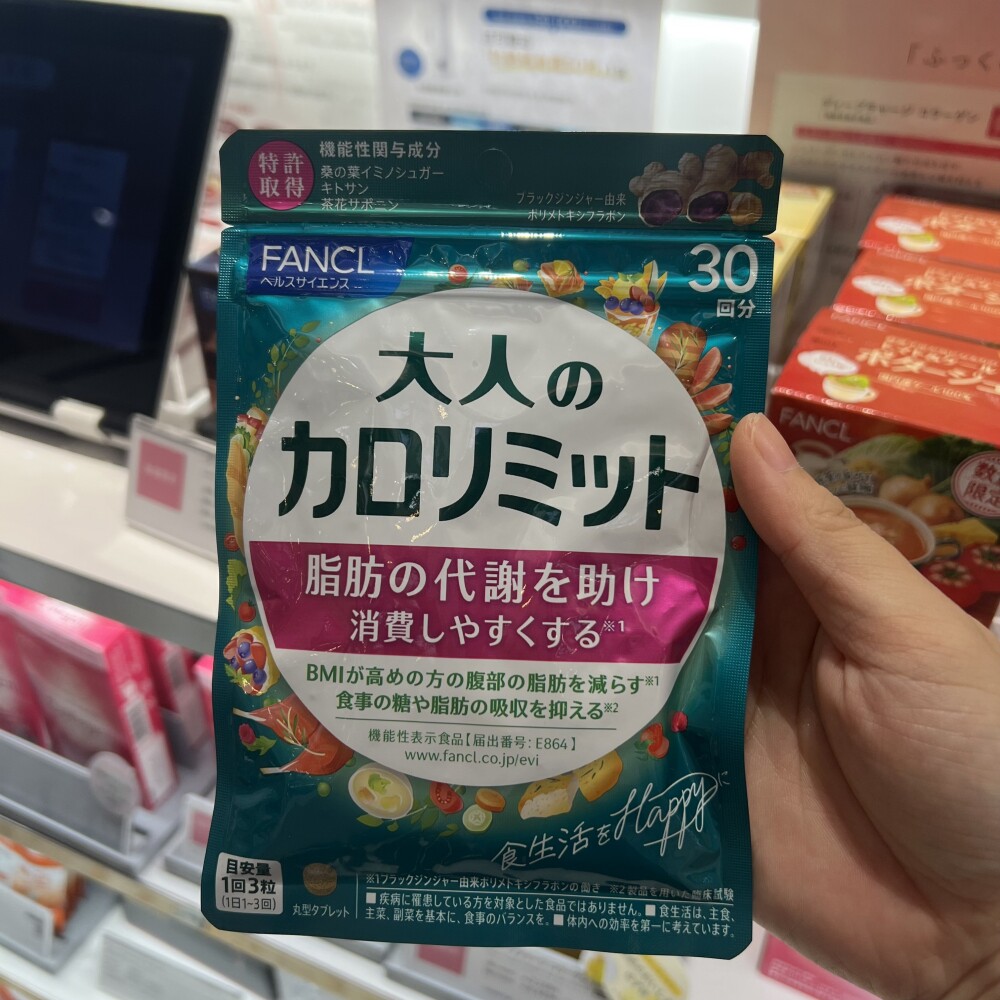 特許
取得
機能性関与成分
桑の葉イミノシュガー
キトサン
茶花サポニン
ブラックジンジャー由来
ポリメトキシフラボン
FANCL
ヘルスサイエンス
30
回分
大人の
カロリミット
脂肪の代謝を助け
消費しやすくする※1
BMIが高めの方の腹部の脂肪を減らす※1
食事の糖や脂肪の吸収を抑える※2
機能性表示食品【届出番号:E864】
www.fancl.co.jp/evi
食生活をHappyに
目安量
1回3粒
(1日1~3回)
丸型タブレット
※1ブラックジンジャー由来ポリメトキシフラボンの働き ※2製品を用いた臨床試験
■疾病に罹患している方を対象とした食品ではありません。■食生活は、主食、
主菜、副菜を基本に、食事のバランスを。■体内への効率を第一に考えています。
「ふっく
FANCL
数
限定